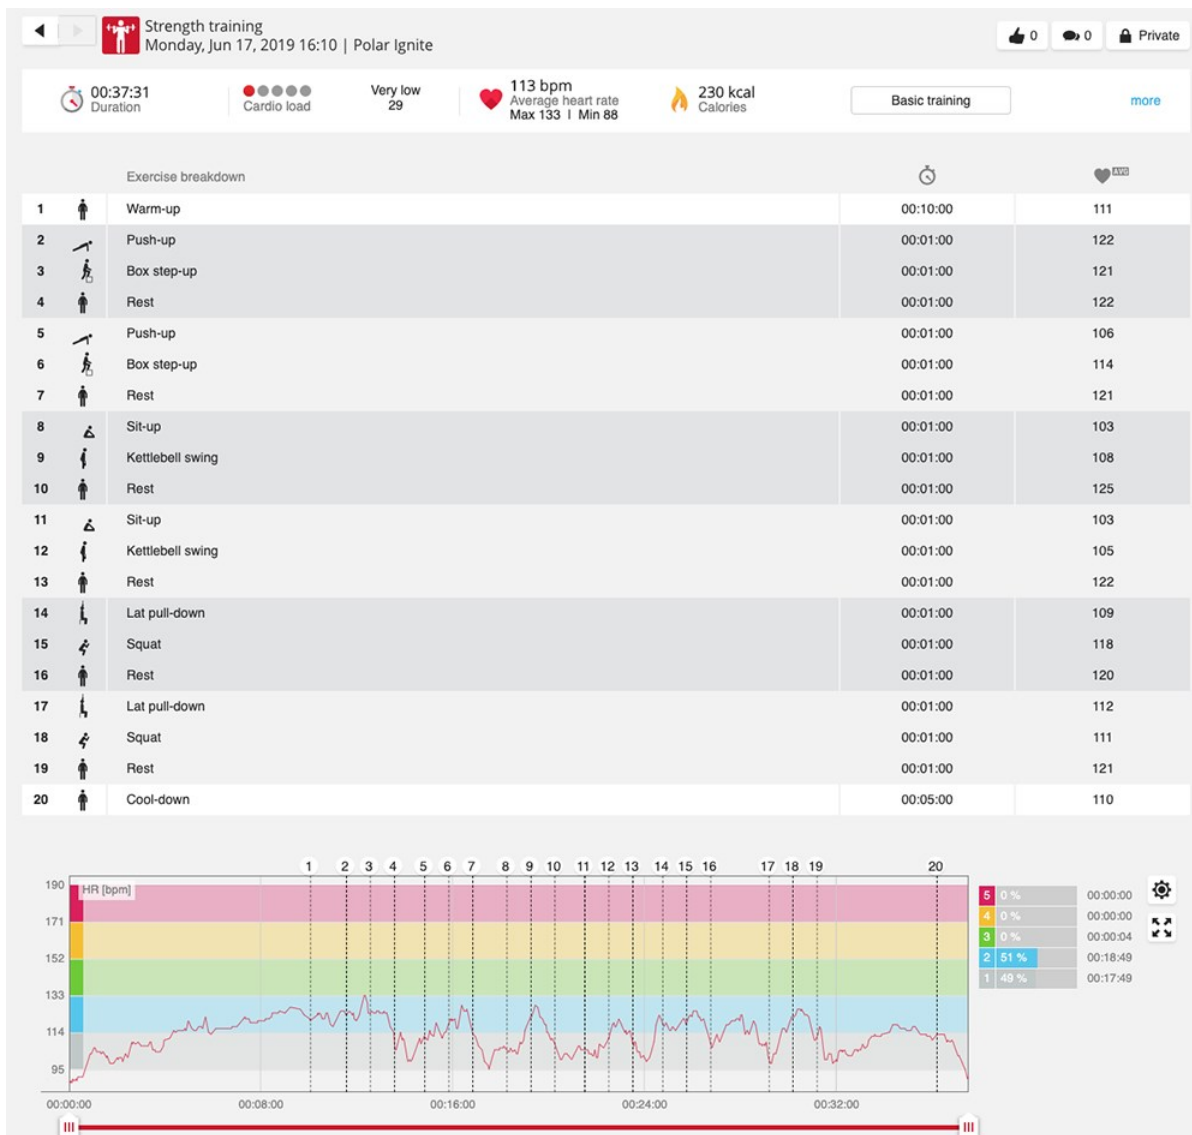 Strength training
Monday, Jun 17, 2019 16:10 | Polar Ignite
0
0
Private
00:37:31
Duration
Cardio load
Very low
29
113 bpm
Average heart rate
Max 133 | Min 88
230 kcal
Calories
Basic training
more
Exercise breakdown
AVG
1 Warm-up 00:10:00 111
2 Push-up 00:01:00 122
3 Box step-up 00:01:00 121
4 Rest 00:01:00 122
5 Push-up 00:01:00 106
6 Box step-up 00:01:00 114
7 Rest 00:01:00 121
8 Sit-up 00:01:00 103
9 Kettlebell swing 00:01:00 108
10 Rest 00:01:00 125
11 Sit-up 00:01:00 103
12 Kettlebell swing 00:01:00 105
13 Rest 00:01:00 122
14 Lat pull-down 00:01:00 109
15 Squat 00:01:00 118
16 Rest 00:01:00 120
17 Lat pull-down 00:01:00 112
18 Squat 00:01:00 111
19 Rest 00:01:00 121
20 Cool-down 00:05:00 110
1 2 3 4 5 6 7 8 9 10 11 12 13 14 15 16 17 18 19 20
HR [bpm]
190
171
152
133
114
95
00:00:00 00:08:00 00:16:00 00:24:00 00:32:00
5 0 % 00:00:00
4 0 % 00:00:00
3 0 % 00:00:04
2 51 % 00:18:49
1 49 % 00:17:49